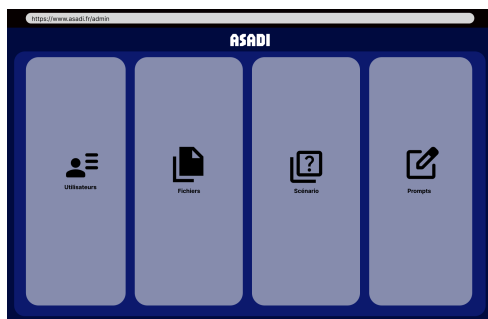 https://www.asadi.fr/admin
ASADI
Utilisateurs
Fichiers
Scénario
Prompts